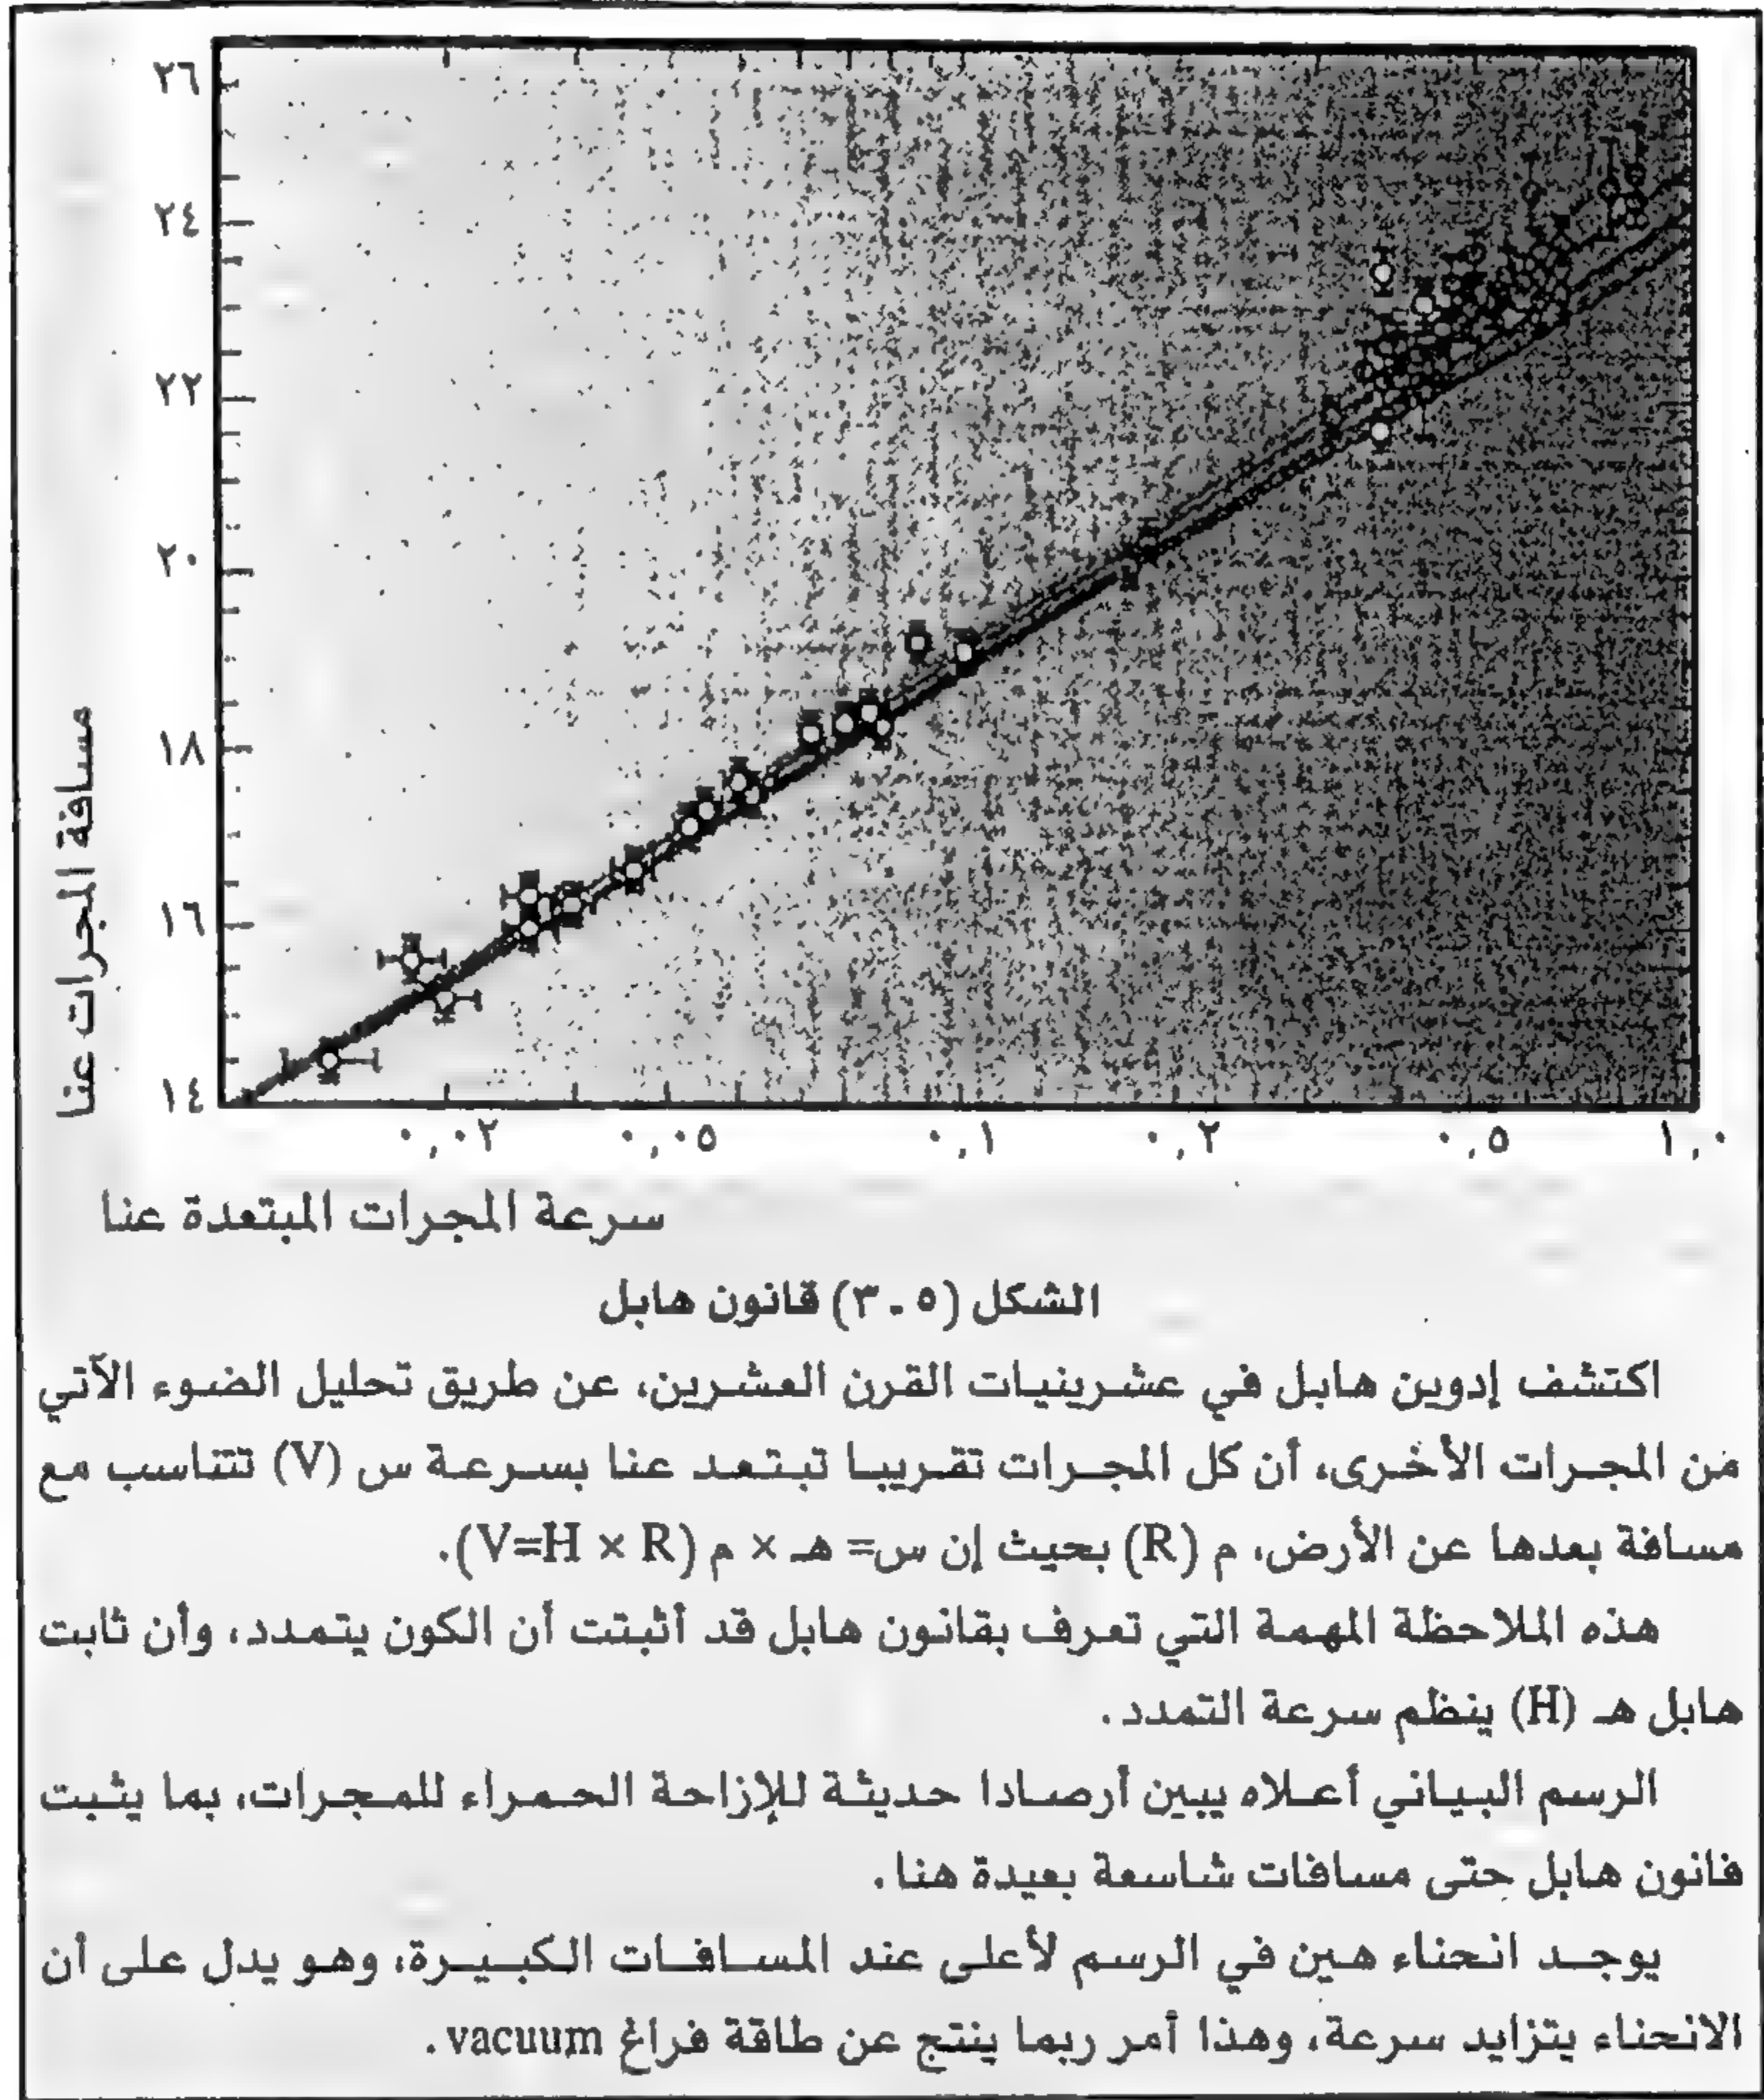 ٢٦
٢٤
٢٢
٢٠
١٨
١٦
١٤
مسافة المجرات عنا
٠,٠٢ ٠,٠٥ ٠,١ ٠,٢ ٠,٥ ١,٠
سرعة المجرات المبتعدة عنا
الشكل (٥ - ٣) قانون هابل
اكتشف إدوين هابل في عشرينيات القرن العشرين، عن طريق تحليل الضوء الآتي
من المجرات الأخرى، أن كل المجرات تقريبا تبتعد عنا بسرعة س (V) تتناسب مع
مسافة بعدها عن الأرض، م (R) بحيث إن س= هـ × م (V=H × R).
هذه الملاحظة المهمة التي تعرف بقانون هابل قد أثبتت أن الكون يتمدد، وأن ثابت
هابل هـ (H) ينظم سرعة التمدد.
الرسم البياني أعلاه يبين أرصادا حديثة للإزاحة الحمراء للمجرات، بما يثبت
قانون هابل حتى مسافات شاسعة بعيدة هنا.
يوجد انحناء هين في الرسم لأعلى عند المسافات الكبيرة، وهو يدل على أن
الانحناء يتزايد سرعة، وهذا أمر ربما ينتج عن طاقة فراغ vacuum.